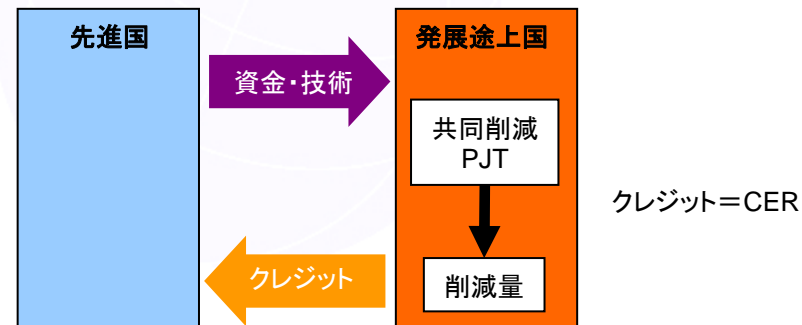 先進国
発展途上国
資金・技術
共同削減
PJT
クレジット＝CER
クレジット
削減量